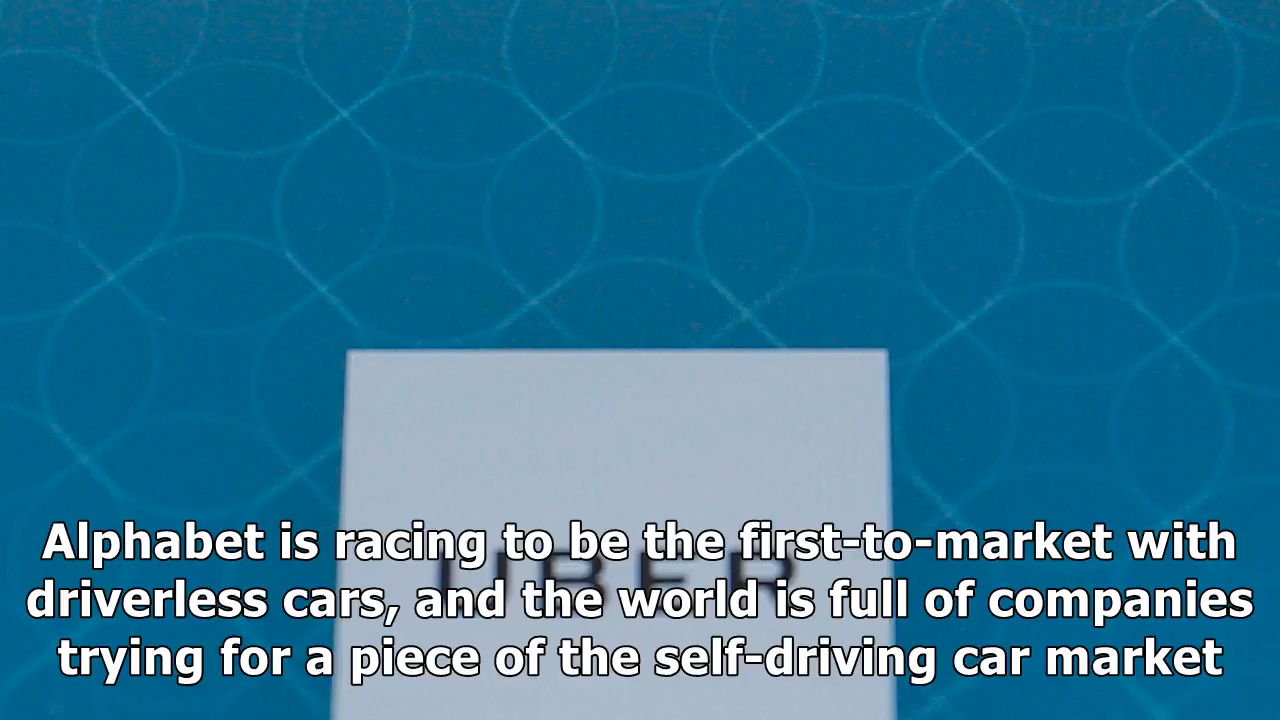 Alphabet is racing to be the first-to-market with
UBER
driverless cars, and the world is full of companies
trying for a piece of the self-driving car market